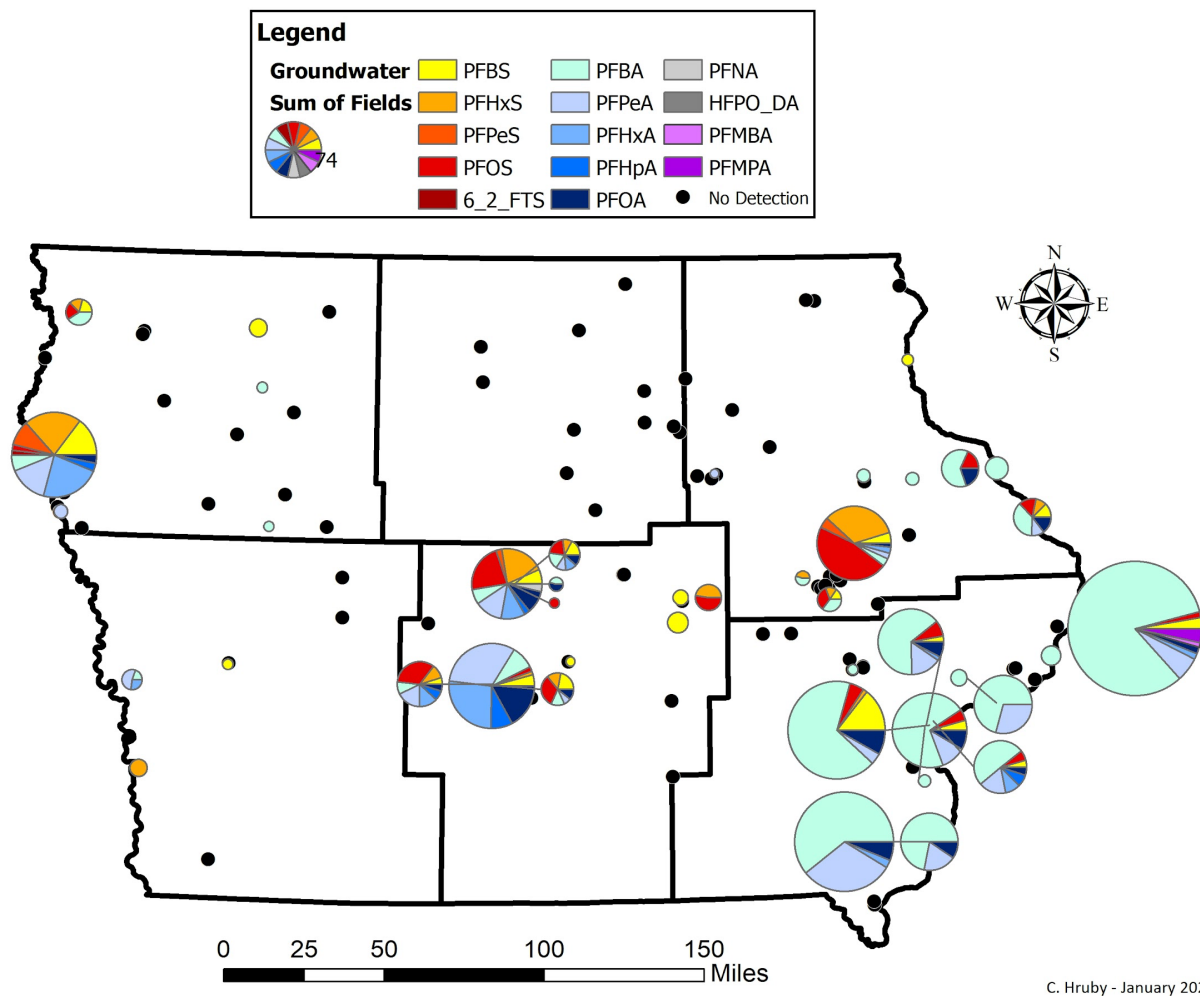 Legend
Groundwater
Sum of Fields
74
PFBS
PFHxS
PFPeS
PFOS
6_2_FTS
PFBA
PFPeA
PFHxA
PFHpA
PFOA
PFNA
HFPO_DA
PFMBA
PFMPA
No Detection
N
W E
S
0 25 50 100 150
Miles
C. Hruby - January 202